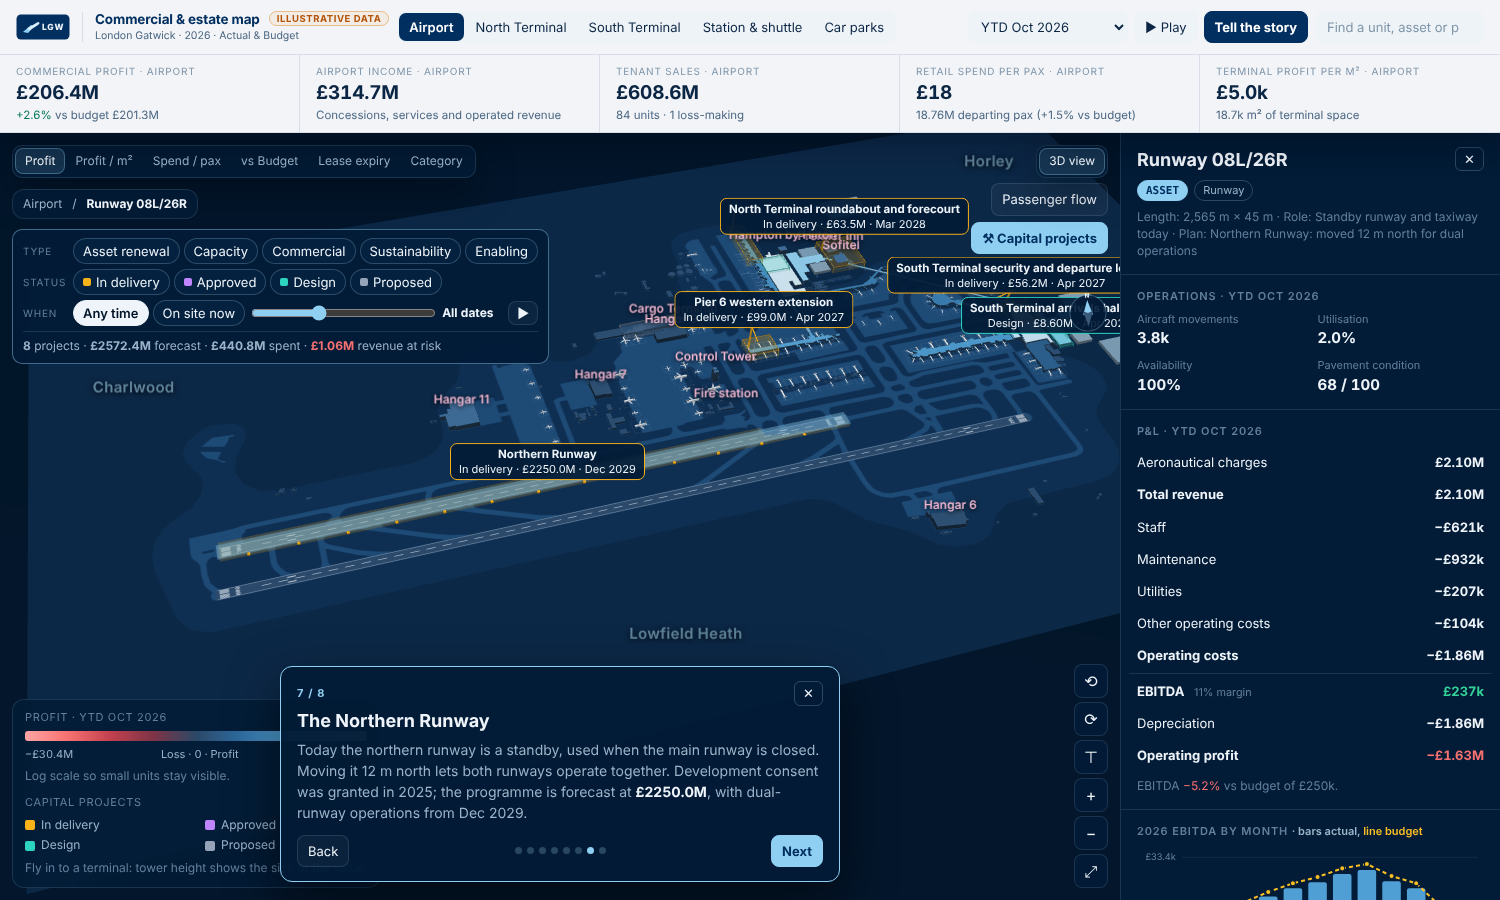 LGW
Commercial & estate map
ILLUSTRATIVE DATA
London Gatwick · 2026 · Actual & Budget
Airport
North Terminal
South Terminal
Station & shuttle
Car parks
YTD Oct 2026
Play
Tell the story
Find a unit, asset or p
COMMERCIAL PROFIT · AIRPORT
£206.4M
+2.6% vs budget £201.3M
AIRPORT INCOME · AIRPORT
£314.7M
Concessions, services and operated revenue
TENANT SALES · AIRPORT
£608.6M
84 units · 1 loss-making
RETAIL SPEND PER PAX · AIRPORT
£18
18.76M departing pax (+1.5% vs budget)
TERMINAL PROFIT PER M² · AIRPORT
£5.0k
18.7k m² of terminal space
Profit
Profit / m²
Spend / pax
vs Budget
Lease expiry
Category
Airport / Runway 08L/26R
TYPE
Asset renewal
Capacity
Commercial
Sustainability
Enabling
STATUS
In delivery
Approved
Design
Proposed
WHEN
Any time
On site now
All dates
8 projects · £2572.4M forecast · £440.8M spent · £1.06M revenue at risk
Horley
3D view
Passenger flow
Capital projects
North Terminal roundabout and forecourt
In delivery · £63.5M · Mar 2028
Sofitel
South Terminal security and departure l
In delivery · £56.2M · Apr 2027
Pier 6 western extension
In delivery · £99.0M · Apr 2027
South Terminal
Design · £8.60M
Cargo
Control Tower
Hangar 7
Fire station
Hangar 11
Charlwood
Northern Runway
In delivery · £2250.0M · Dec 2029
Hangar 6
Lowfield Heath
PROFIT · YTD OCT 2026
−£30.4M
Loss · 0 · Profit
Log scale so small units stay visible.
CAPITAL PROJECTS
In delivery
Approved
Design
Proposed
Fly in to a terminal: tower height shows the
7 / 8
The Northern Runway
Today the northern runway is a standby, used when the main runway is closed.
Moving it 12 m north lets both runways operate together. Development consent
was granted in 2025; the programme is forecast at £2250.0M, with dual-
runway operations from Dec 2029.
Back
Next
Runway 08L/26R
ASSET
Runway
Length: 2,565 m × 45 m · Role: Standby runway and taxiway
today · Plan: Northern Runway: moved 12 m north for dual
operations
OPERATIONS · YTD OCT 2026
Aircraft movements
3.8k
Utilisation
2.0%
Availability
100%
Pavement condition
68 / 100
P&L · YTD OCT 2026
Aeronautical charges £2.10M
Total revenue £2.10M
Staff −£621k
Maintenance −£932k
Utilities −£207k
Other operating costs −£104k
Operating costs −£1.86M
EBITDA 11% margin £237k
Depreciation −£1.86M
Operating profit −£1.63M
EBITDA −5.2% vs budget of £250k.
2026 EBITDA BY MONTH · bars actual, line budget
£33.4k